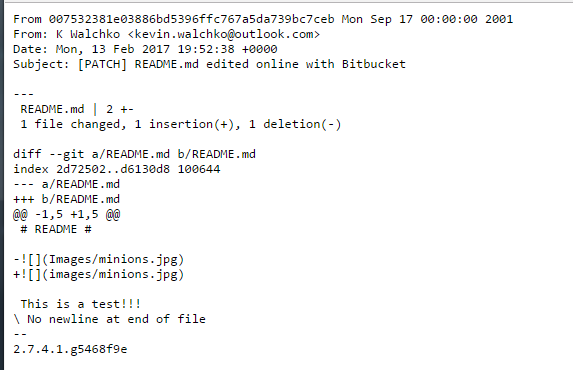 From 007532381e03886bd5396ffc767a5da739bc7ceb Mon Sep 17 00:00:00 2001
From: K Walchko <kevin.walchko@outlook.com>
Date: Mon, 13 Feb 2017 19:52:38 +0000
Subject: [PATCH] README.md edited online with Bitbucket

---
 README.md | 2 +-
 1 file changed, 1 insertion(+), 1 deletion(-)

diff --git a/README.md b/README.md
index 2d72502..d6130d8 100644
--- a/README.md
+++ b/README.md
@@ -1,5 +1,5 @@
 # README #

-![](Images/minions.jpg)
+![](images/minions.jpg)

 This is a test!!!
\ No newline at end of file
--
2.7.4.1.g5468f9e